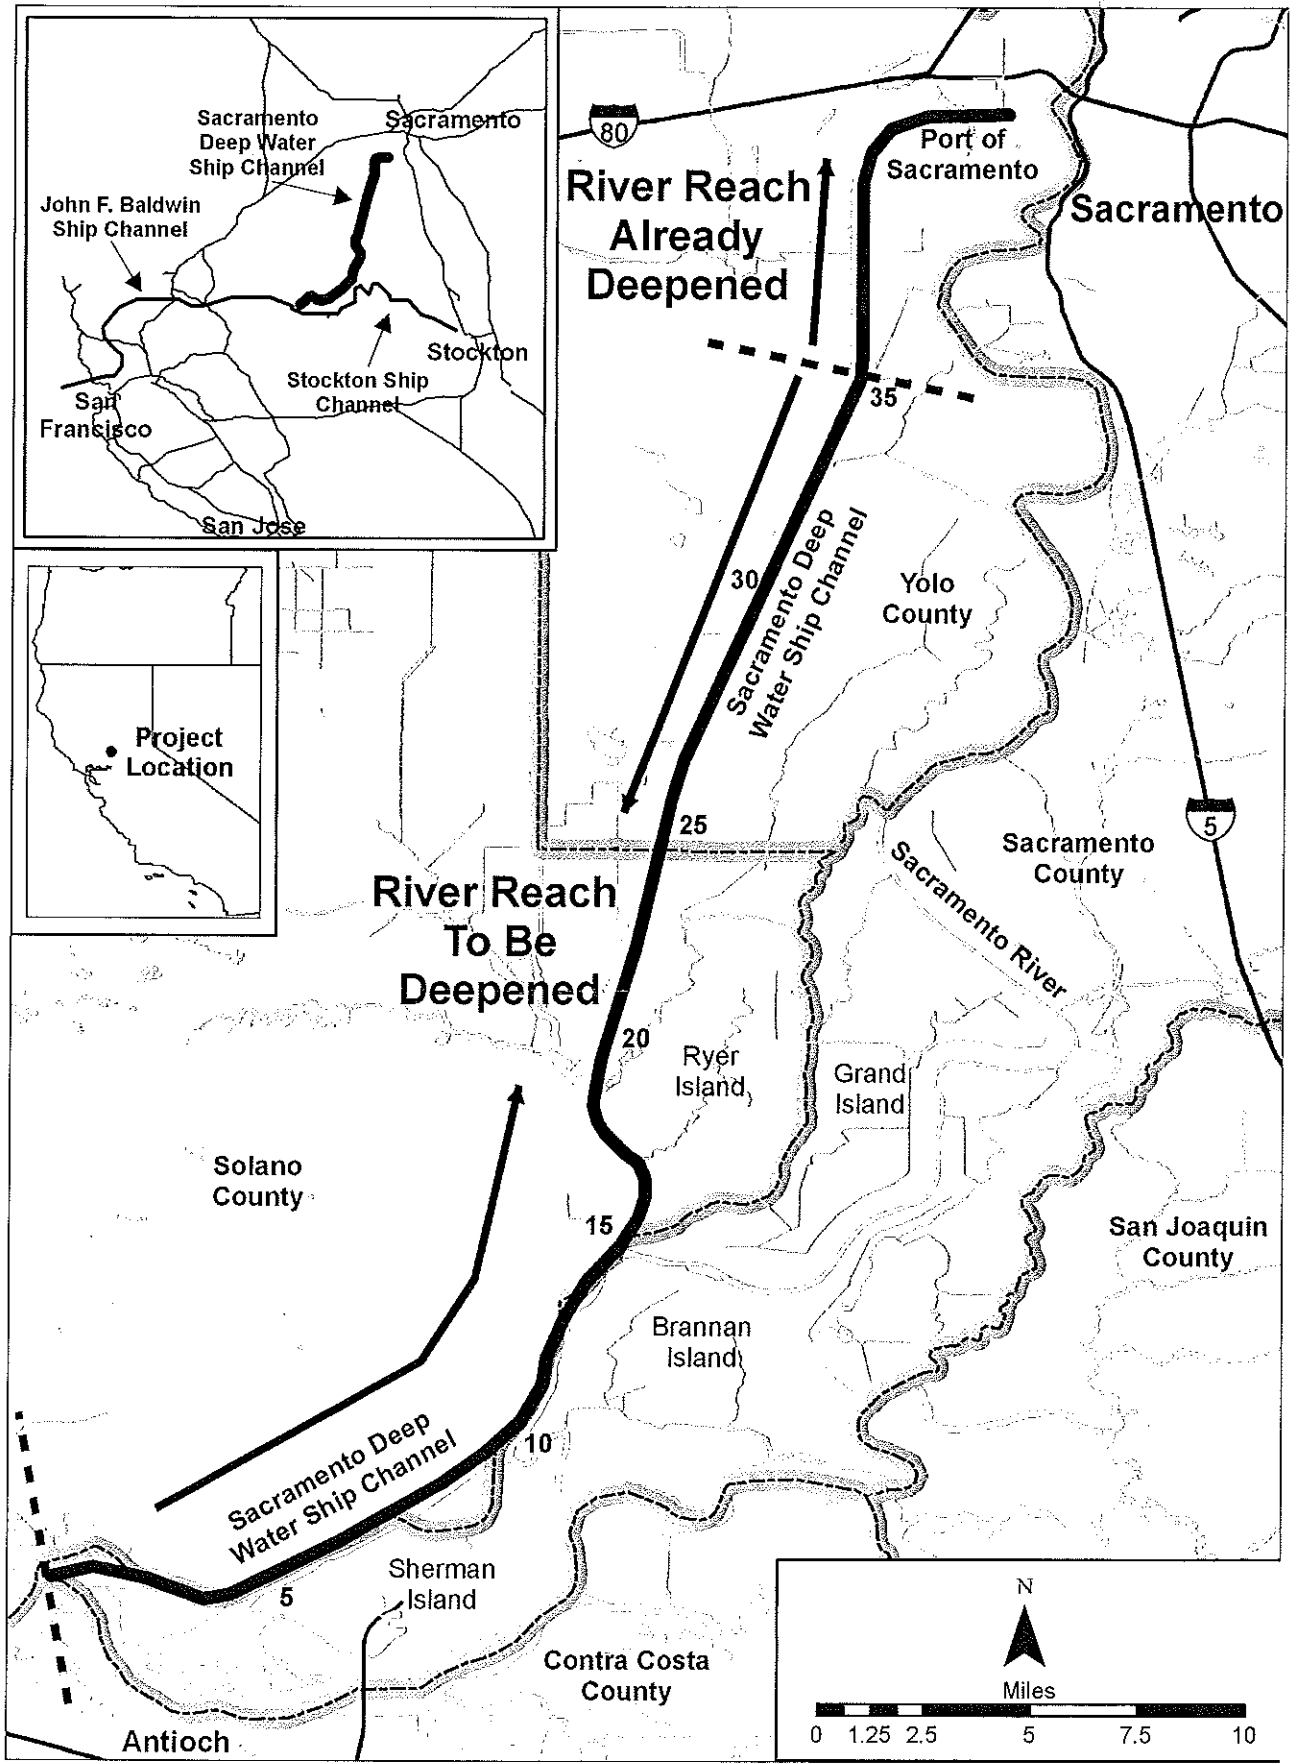 Sacramento
Deep Water
Ship Channel
Sacramento
John F. Baldwin
Ship Channel
Stockton
Stockton Ship
Channel
San
Francisco
San Jose
Project
Location
80
Port of
Sacramento
River Reach
Already
Deepened
Sacramento
35
30
Sacramento Deep
Water Ship Channel
Yolo
County
25
5
Sacramento
County
Sacramento River
River Reach
To Be
Deepened
20
Ryer
Island
Grand
Island
Solano
County
15
San Joaquin
County
Brannan
Island
10
Sacramento Deep
Water Ship Channel
5
Sherman
Island
Contra Costa
County
Antioch
N
Miles
0 1.25 2.5 5 7.5 10